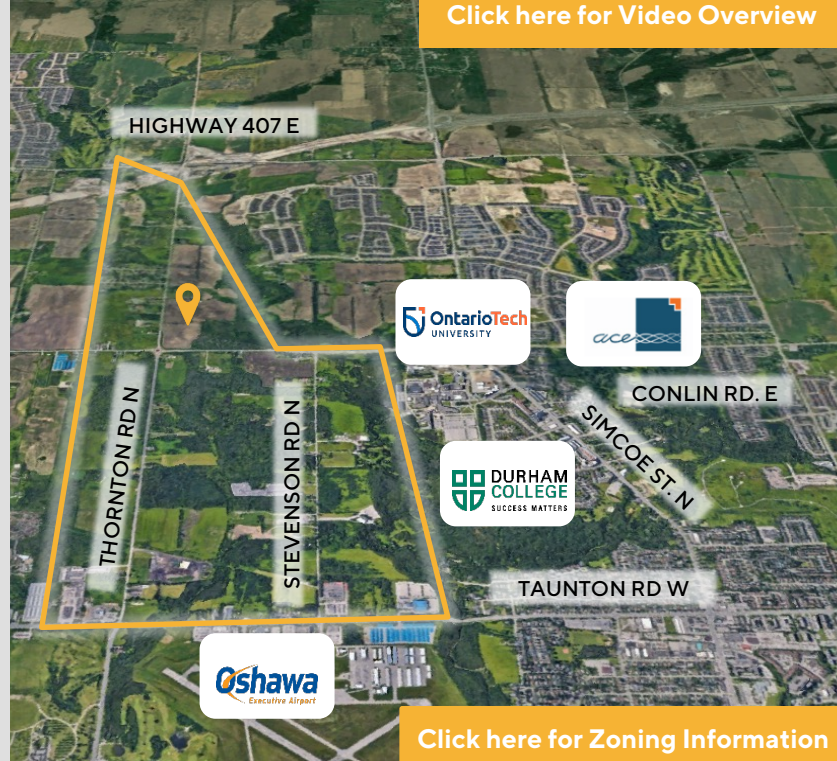 Click here for Video Overview
HIGHWAY 407 E
OntarioTech
UNIVERSITY
aces
CONLIN RD. E
SIMCOE ST. N
THORNTON RD N
STEVENSON RD N
DURHAM
COLLEGE
SUCCESS MATTERS
TAUNTON RD W
Oshawa
Executive Airport
Click here for Zoning Information